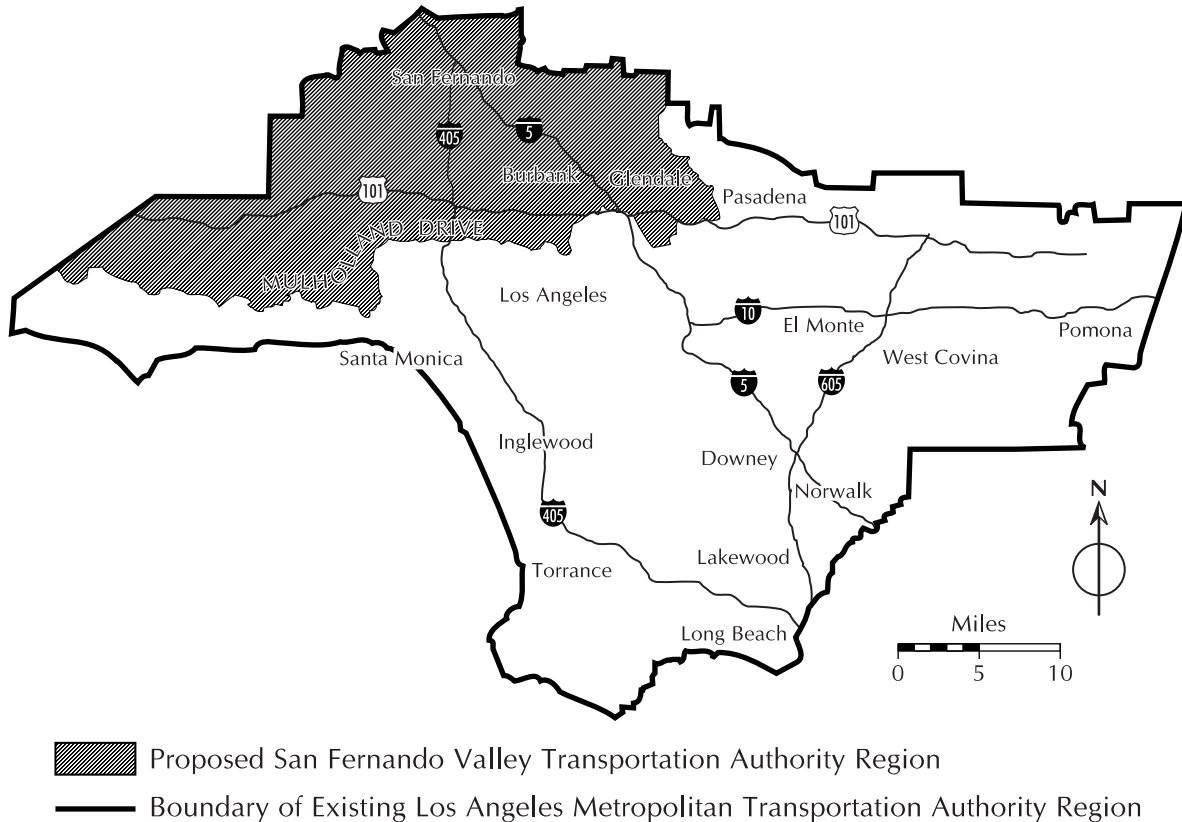 San Fernando
405
5
Burbank
Glendale
101
Pasadena
101
MULHOLLAND DRIVE
Los Angeles
10
El Monte
Pomona
Santa Monica
West Covina
5
605
Inglewood
Downey
Norwalk
N
405
Lakewood
Torrance
Miles
Long Beach
0 5 10
Proposed San Fernando Valley Transportation Authority Region
Boundary of Existing Los Angeles Metropolitan Transportation Authority Region